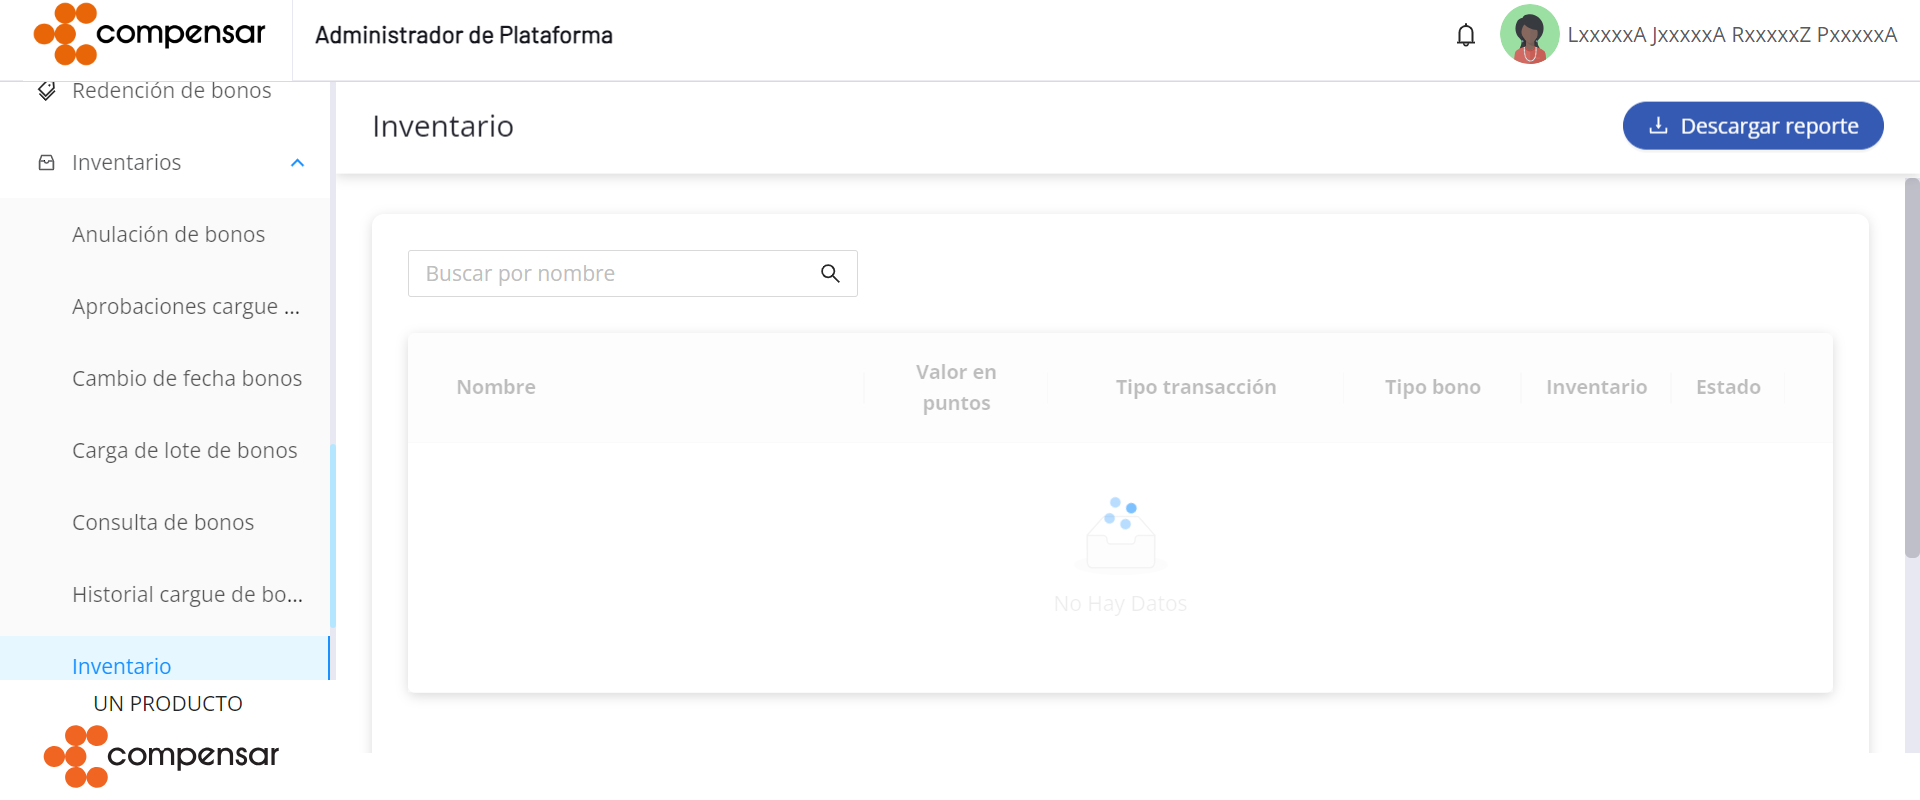 compensar
Administrador de Plataforma
LxxxxxA JxxxxxA RxxxxxZ PxxxxxA
Redención de bonos
Inventarios
Anulación de bonos
Aprobaciones cargue ...
Cambio de fecha bonos
Carga de lote de bonos
Consulta de bonos
Historial cargue de bo...
Inventario
UN PRODUCTO
compensar
Inventario
Descargar reporte
Buscar por nombre
Nombre
Valor en
puntos
Tipo transacción
Tipo bono
Inventario
Estado
No Hay Datos